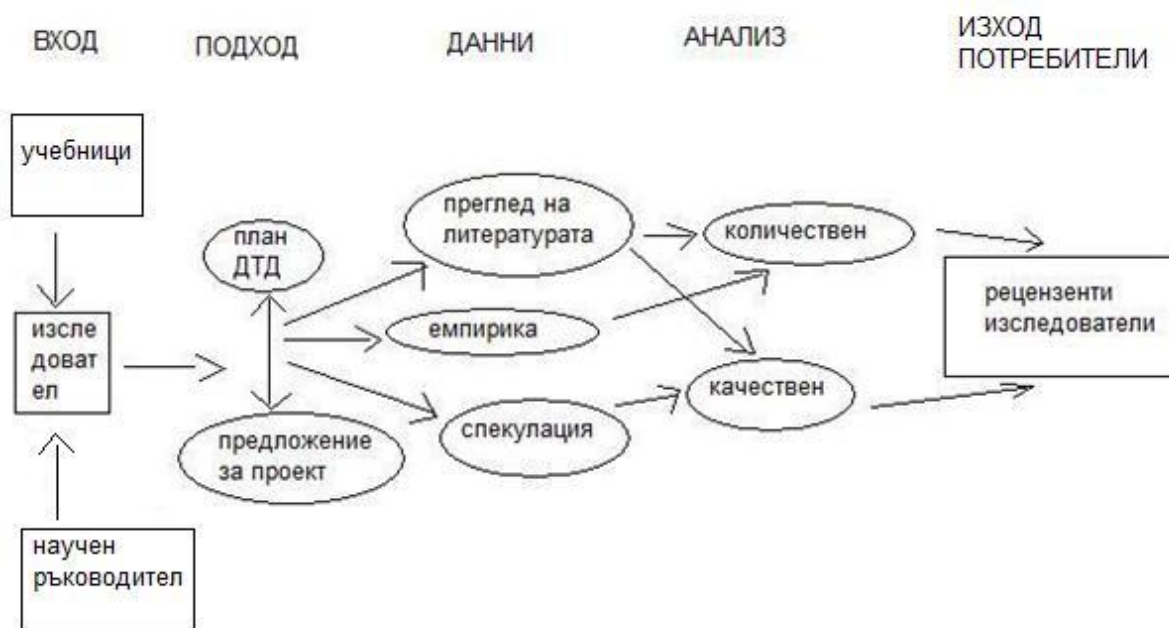 ВХОД
ПОДХОД
ДАННИ
АНАЛИЗ
ИЗХОД
ПОТРЕБИТЕЛИ
учебници
изсле
доват
ел
научен
ръководител
план
ДТД
предложение
за проект
преглед на
литературата
емпирика
спекулация
количествен
качествен
рецензенти
изследователи